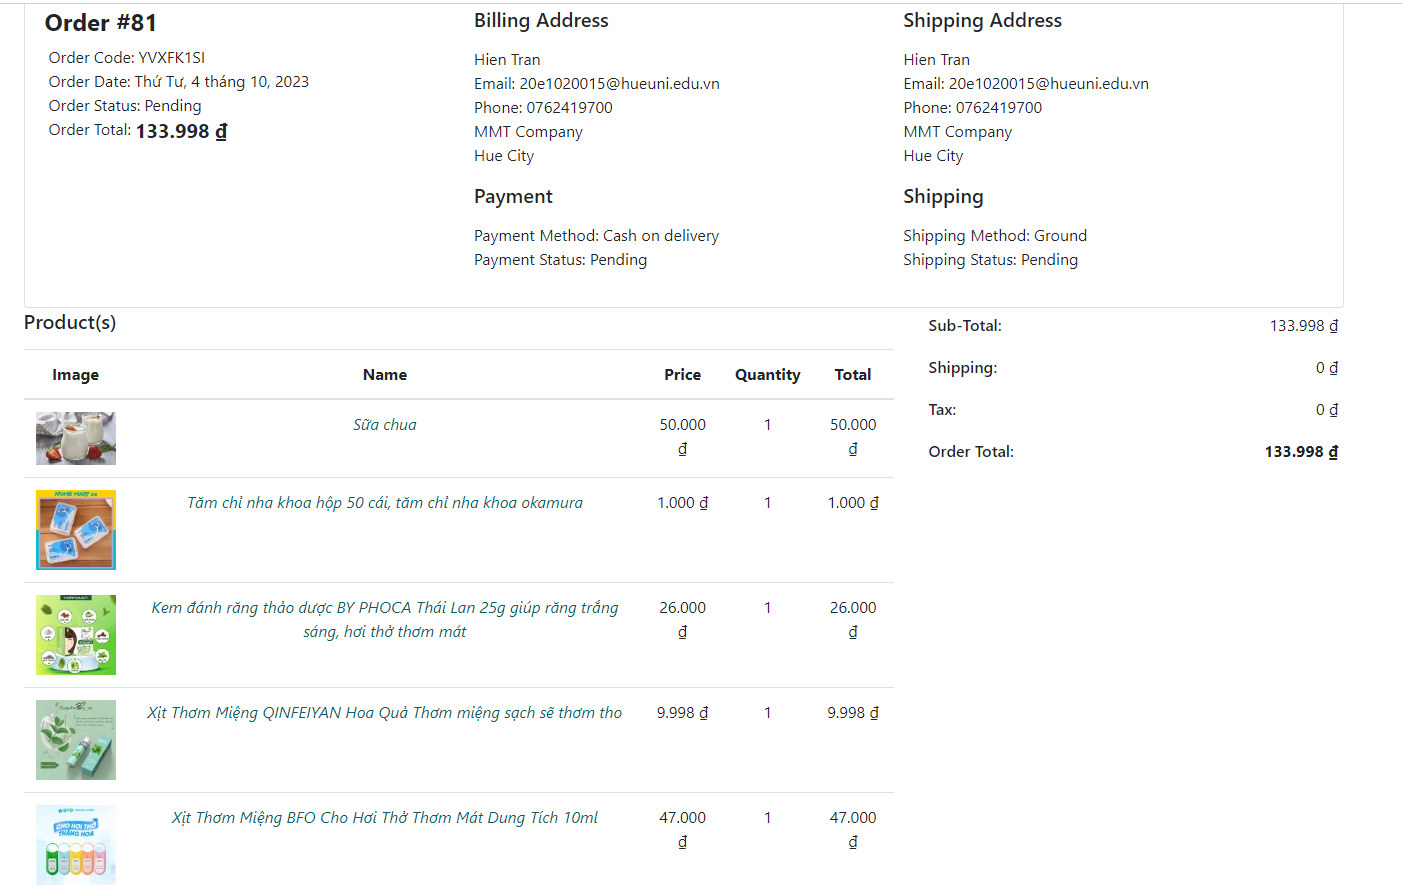 Order #81
Order Code: YVXFK1SI
Order Date: Thứ Tư, 4 tháng 10, 2023
Order Status: Pending
Order Total: 133.998 ₫
Billing Address
Hien Tran
Email: 20e1020015@hueuni.edu.vn
Phone: 0762419700
MMT Company
Hue City
Payment
Payment Method: Cash on delivery
Payment Status: Pending
Shipping Address
Hien Tran
Email: 20e1020015@hueuni.edu.vn
Phone: 0762419700
MMT Company
Hue City
Shipping
Shipping Method: Ground
Shipping Status: Pending
Product(s)
Image Name Price Quantity Total
Sữa chua 50.000 1 50.000
₫ ₫
HOME MART
Tăm chỉ nha khoa hộp 50 cái, tăm chỉ nha khoa okamura 1.000 ₫ 1 1.000 ₫
Kem đánh răng thảo dược BY PHOCA Thái Lan 25g giúp răng trắng 26.000 1 26.000
sáng, hơi thở thơm mát ₫ ₫
Xịt Thơm Miệng QINFEIYAN Hoa Quả Thơm miệng sạch sẽ thơm tho 9.998 ₫ 1 9.998 ₫
Xịt Thơm Miệng BFO Cho Hơi Thở Thơm Mát Dung Tích 10ml 47.000 1 47.000
₫ ₫
BFO
CHO HƠI THỞ
THĂNG HOA
Sub-Total: 133.998 ₫
Shipping: 0 ₫
Tax: 0 ₫
Order Total: 133.998 ₫